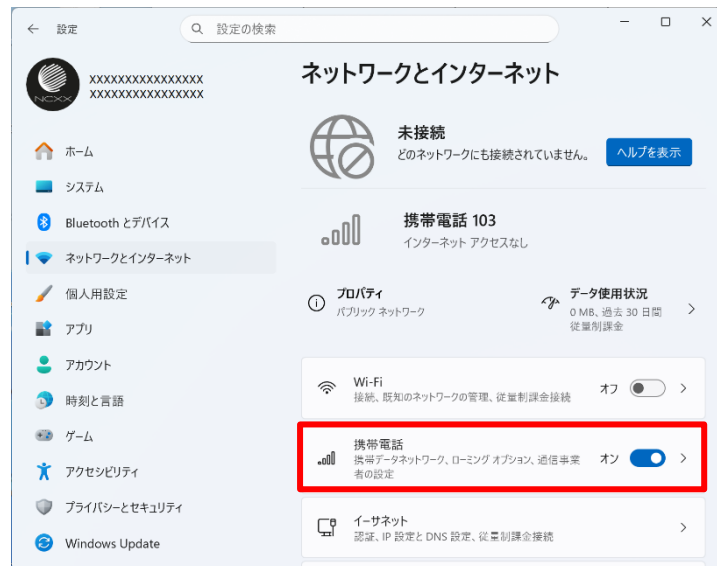 設定
設定の検索
NCXX
XXXXXXXXXXXXXXXX
XXXXXXXXXXXXXXXX
ホーム
システム
Bluetooth とデバイス
ネットワークとインターネット
個人用設定
アプリ
アカウント
時刻と言語
ゲーム
アクセシビリティ
プライバシーとセキュリティ
Windows Update
ネットワークとインターネット
未接続
どのネットワークにも接続されていません。
ヘルプを表示
携帯電話 103
インターネット アクセスなし
プロパティ
パブリック ネットワーク
データ使用状況
0 MB、過去 30 日間
従量制課金
Wi-Fi
接続、既知のネットワークの管理、従量制課金接続
オフ
携帯電話
携帯データネットワーク、ローミング オプション、通信事業
者の設定
オン
イーサネット
認証、IP 設定と DNS 設定、従量制課金接続